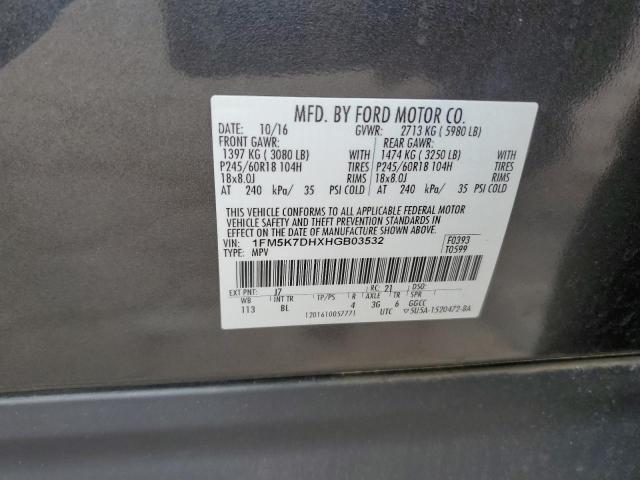 MFD. BY FORD MOTOR CO.
DATE: 10/16 GVWR: 2713 KG ( 5980 LB)
FRONT GAWR: REAR GAWR:
1397 KG ( 3080 LB) WITH 1474 KG ( 3250 LB) WITH
P245/60R18 104H TIRES P245/60R18 104H TIRES
18x8.0J RIMS 18x8.0J RIMS
AT 240 kPa/ 35 PSI COLD AT 240 kPa/ 35 PSI COLD
THIS VEHICLE CONFORMS TO ALL APPLICABLE FEDERAL MOTOR
VEHICLE SAFETY AND THEFT PREVENTION STANDARDS IN
EFFECT ON THE DATE OF MANUFACTURE SHOWN ABOVE.
VIN: 1FM5K7DHXHGB03532 F0393
TYPE: MPV T0599
EXT PNT: J7 RC: 21 DSO:
WB INT TR TP/PS R AXLE TR SPR
113 BL 4 3G 6 GGCC
1201610057771 UTC 5U5A-1520472-BA